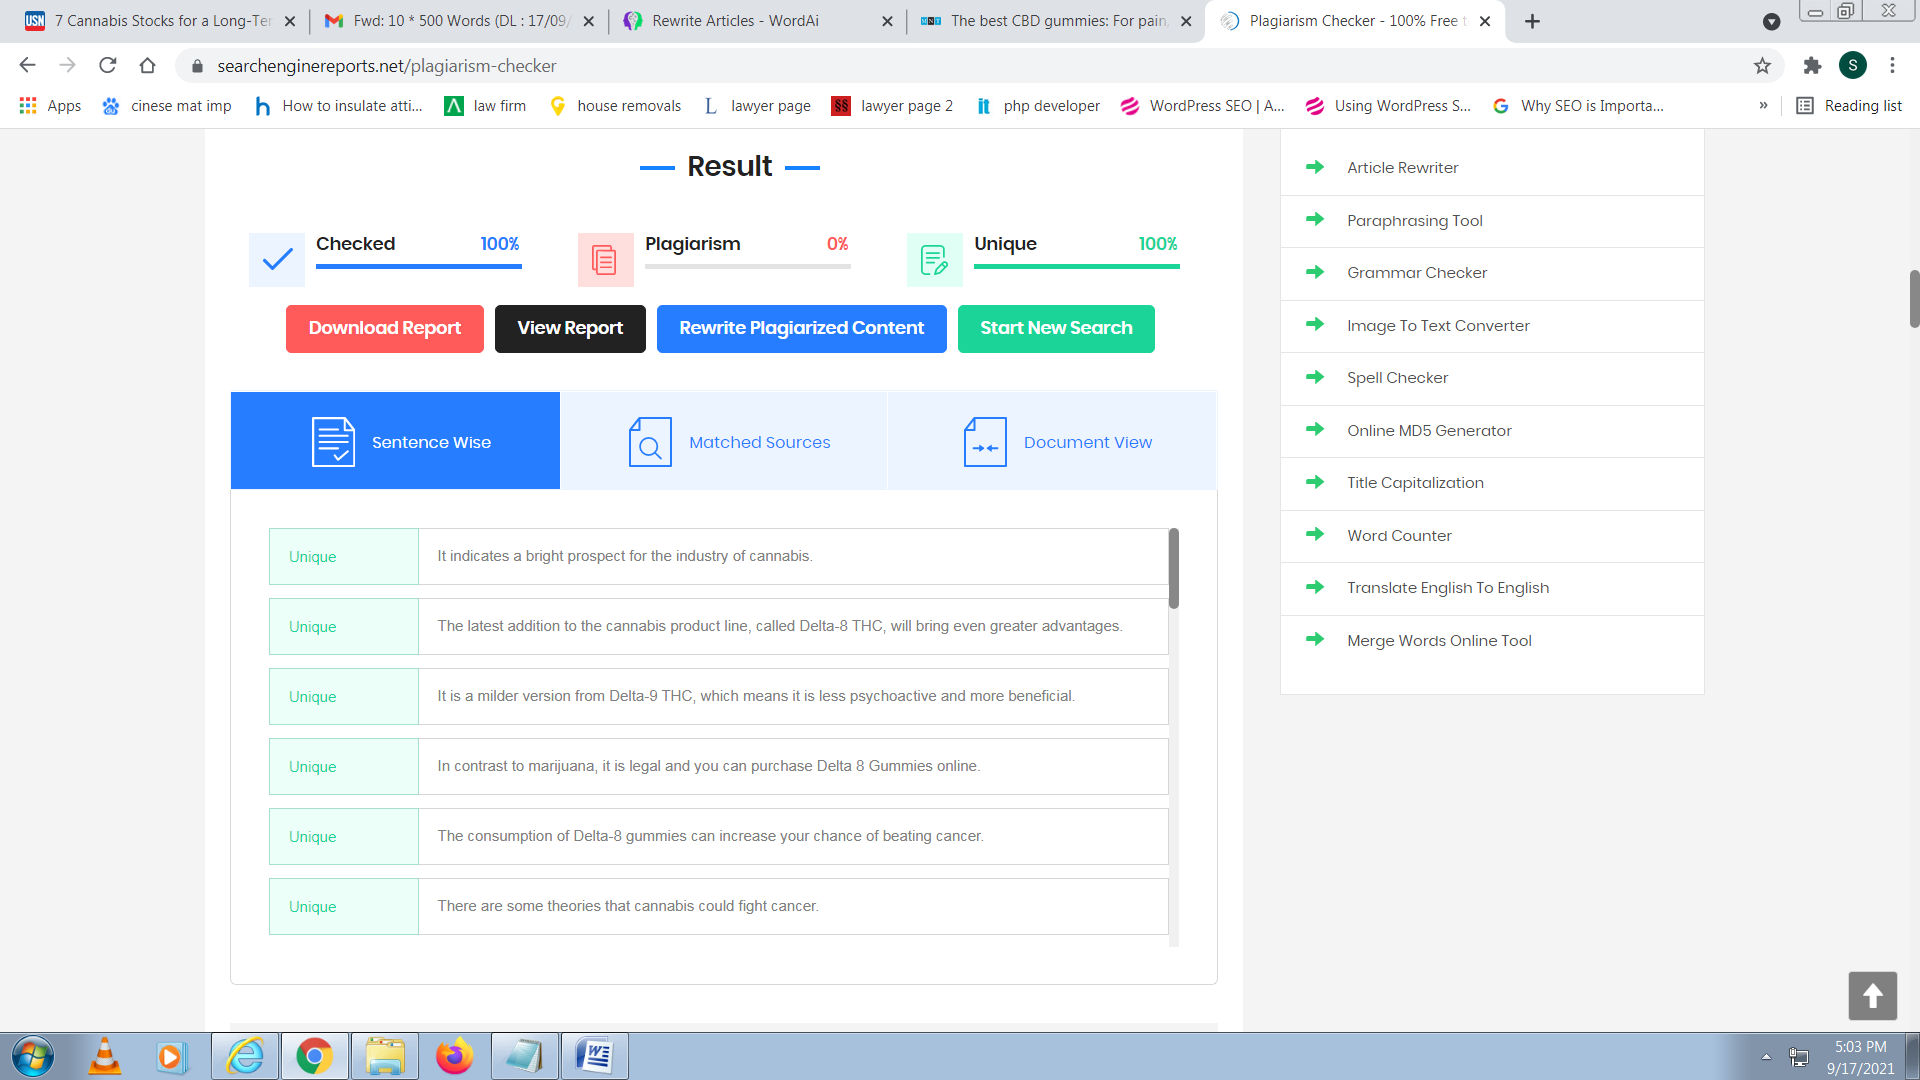 USN 7 Cannabis Stocks for a Long-Ter
Fwd: 10 * 500 Words (DL : 17/09/
Rewrite Articles - WordAi
MNT The best CBD gummies: For pain,
Plagiarism Checker - 100% Free t
searchenginereports.net/plagiarism-checker
S
Apps
cinese mat imp
How to insulate atti...
law firm
house removals
lawyer page
lawyer page 2
php developer
WordPress SEO | A...
Using WordPress S...
Why SEO is Importa...
»
Reading list
Result
Checked 100%
Plagiarism 0%
Unique 100%
Download Report
View Report
Rewrite Plagiarized Content
Start New Search
Sentence Wise
Matched Sources
Document View
Unique It indicates a bright prospect for the industry of cannabis.
Unique The latest addition to the cannabis product line, called Delta-8 THC, will bring even greater advantages.
Unique It is a milder version from Delta-9 THC, which means it is less psychoactive and more beneficial.
Unique In contrast to marijuana, it is legal and you can purchase Delta 8 Gummies online.
Unique The consumption of Delta-8 gummies can increase your chance of beating cancer.
Unique There are some theories that cannabis could fight cancer.
Article Rewriter
Paraphrasing Tool
Grammar Checker
Image To Text Converter
Spell Checker
Online MD5 Generator
Title Capitalization
Word Counter
Translate English To English
Merge Words Online Tool
5:03 PM
9/17/2021